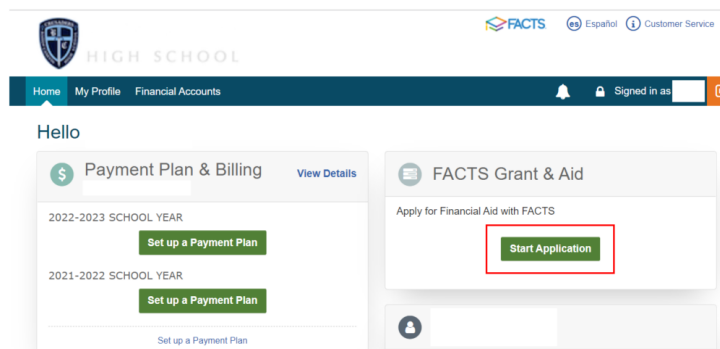 CRUSADERS
FACTS
es Español
i Customer Service
HIGH SCHOOL
Home My Profile Financial Accounts
Signed in as
Hello
$ Payment Plan & Billing View Details
2022-2023 SCHOOL YEAR
Set up a Payment Plan
2021-2022 SCHOOL YEAR
Set up a Payment Plan
Set up a Payment Plan
FACTS Grant & Aid
Apply for Financial Aid with FACTS
Start Application